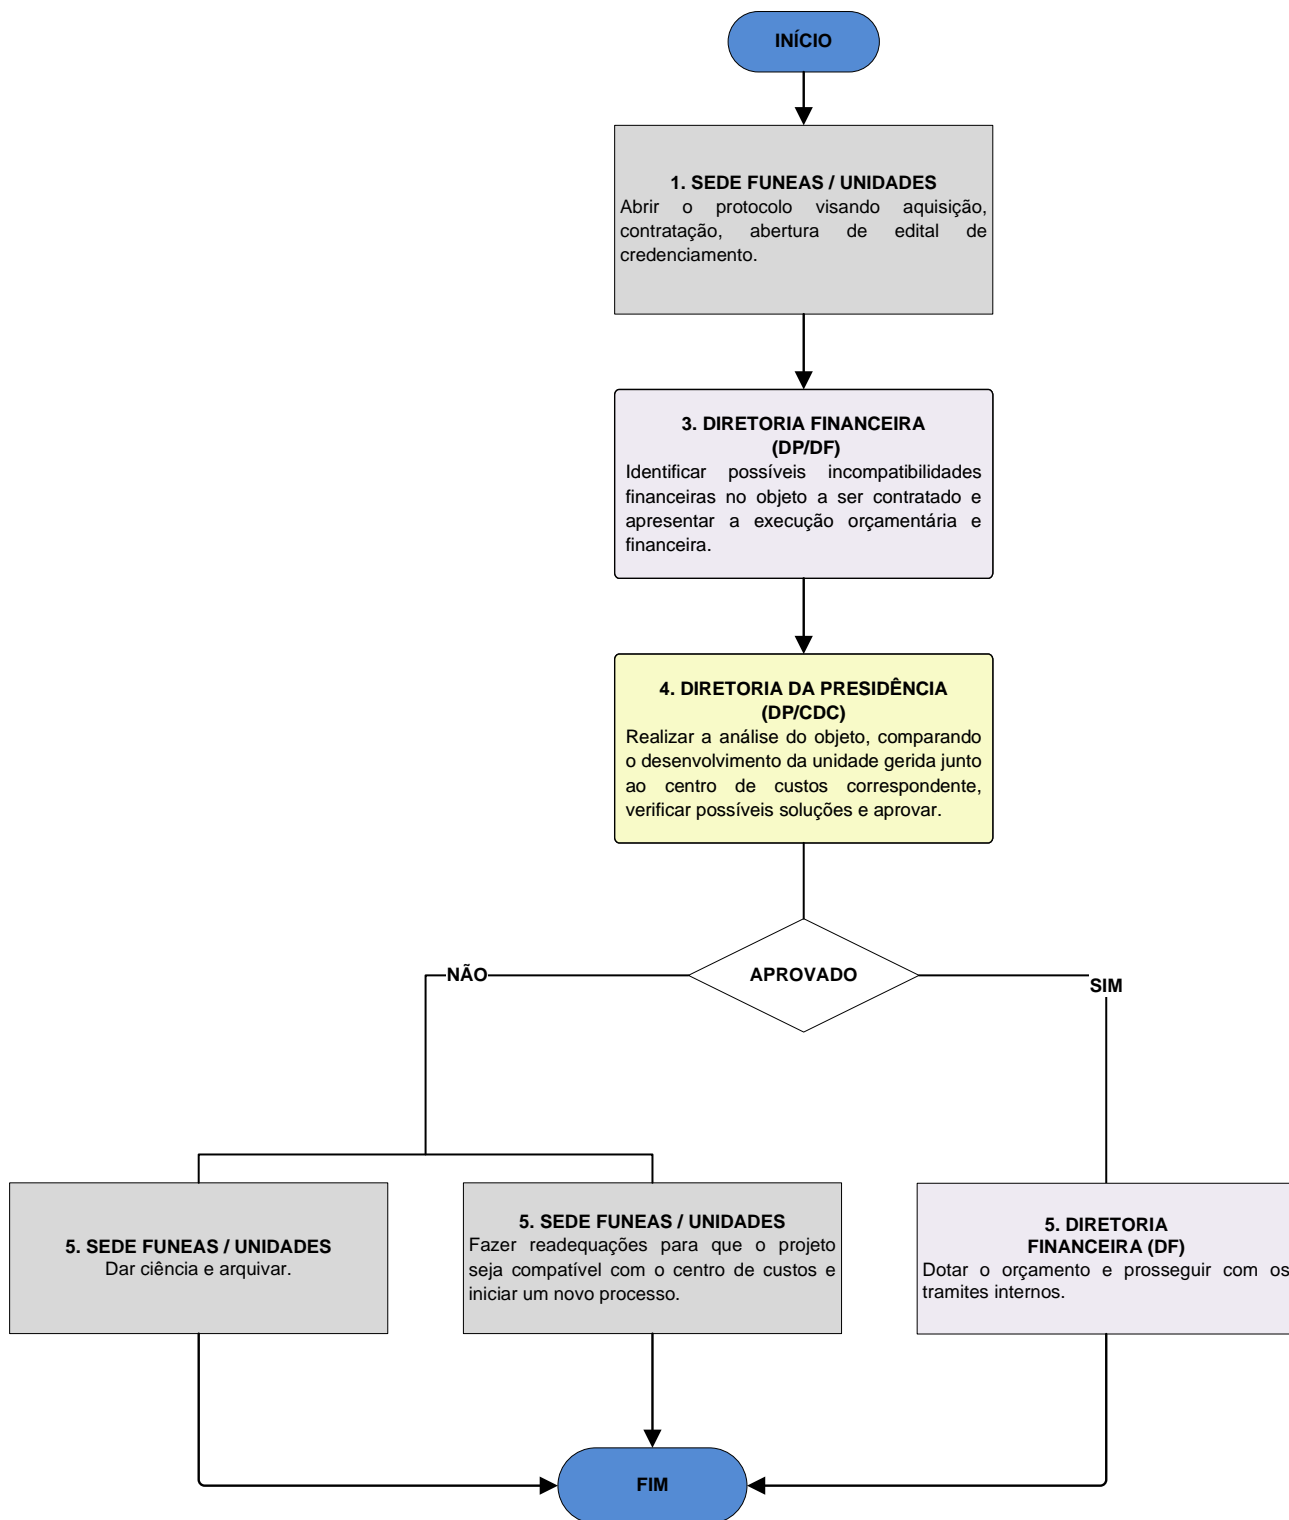 INÍCIO
1. SEDE FUNEAS / UNIDADES
Abrir o protocolo visando aquisição,
contratação, abertura de edital de
credenciamento.
3. DIRETORIA FINANCEIRA
(DP/DF)
Identificar possíveis incompatibilidades
financeiras no objeto a ser contratado e
apresentar a execução orçamentária e
financeira.
4. DIRETORIA DA PRESIDÊNCIA
(DP/CDC)
Realizar a análise do objeto, comparando
o desenvolvimento da unidade gerida junto
ao centro de custos correspondente,
verificar possíveis soluções e aprovar.
APROVADO
NÃO
SIM
5. SEDE FUNEAS / UNIDADES
Dar ciência e arquivar.
5. SEDE FUNEAS / UNIDADES
Fazer readequações para que o projeto
seja compatível com o centro de custos e
iniciar um novo processo.
5. DIRETORIA
FINANCEIRA (DF)
Dotar o orçamento e prosseguir com os
tramites internos.
FIM